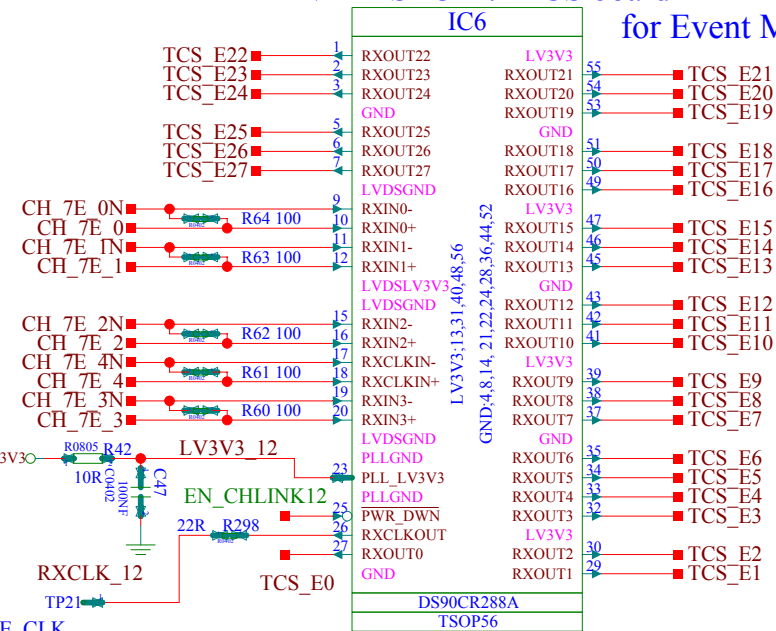 IC6
for Event M
TCS_E22 1 RXOUT22 LV3V3
TCS_E23 2 RXOUT23 RXOUT21 55 TCS_E21
TCS_E24 3 RXOUT24 RXOUT20 54 TCS_E20
GND RXOUT19 53 TCS_E19
TCS_E25 5 RXOUT25 GND
TCS_E26 6 RXOUT26 RXOUT18 51 TCS_E18
TCS_E27 7 RXOUT27 RXOUT17 50 TCS_E17
LVDSGND RXOUT16 49 TCS_E16
CH_7E_0N 9 RXIN0- LV3V3
CH_7E_0 R0402 R64 100 10 RXIN0+ RXOUT15 47 TCS_E15
CH_7E_1N 11 RXIN1- RXOUT14 46 TCS_E14
CH_7E_1 R0402 R63 100 12 RXIN1+ RXOUT13 45 TCS_E13
LVDSLV3V3 GND
LVDSGND RXOUT12 43 TCS_E12
CH_7E_2N 15 RXIN2- RXOUT11 42 TCS_E11
CH_7E_2 R0402 R62 100 16 RXIN2+ RXOUT10 41 TCS_E10
CH_7E_4N 17 RXCLKIN- LV3V3
CH_7E_4 R0402 R61 100 18 RXCLKIN+ RXOUT9 39 TCS_E9
CH_7E_3N 19 RXIN3- RXOUT8 38 TCS_E8
CH_7E_3 R0402 R60 100 20 RXIN3+ RXOUT7 37 TCS_E7
LV3V3;13,31,40,48,56
GND;4,8,14, 21,22,24,28,36,44,52
LVDSGND GND
3V3 R0805 R42 LV3V3_12 PLLGND RXOUT6 35 TCS_E6
10R 23 PLL_LV3V3 RXOUT5 34 TCS_E5
C0402 100NF C47
EN_CHLINK12 PLLGND RXOUT4 33 TCS_E4
25 PWR_DWN RXOUT3 32 TCS_E3
22R R298 R0402 26 RXCLKOUT LV3V3
27 RXOUT0 RXOUT2 30 TCS_E2
RXCLK_12 TCS_E0 GND RXOUT1 29 TCS_E1
TP21 1
DS90CR288A
TSOP56